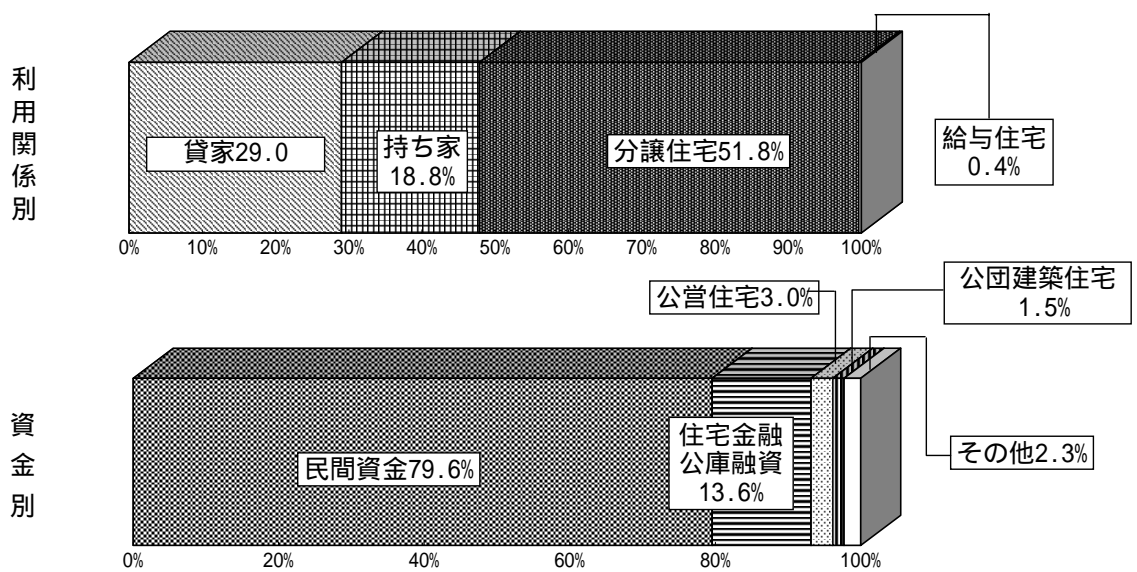 利用関係別
貸家29.0
持ち家
18.8%
分譲住宅51.8%
給与住宅
0.4%
0% 10% 20% 30% 40% 50% 60% 70% 80% 90% 100%
資金別
公営住宅3.0%
公団建築住宅
1.5%
民間資金79.6%
住宅金融
公庫融資
13.6%
その他2.3%
0% 20% 40% 60% 80% 100%